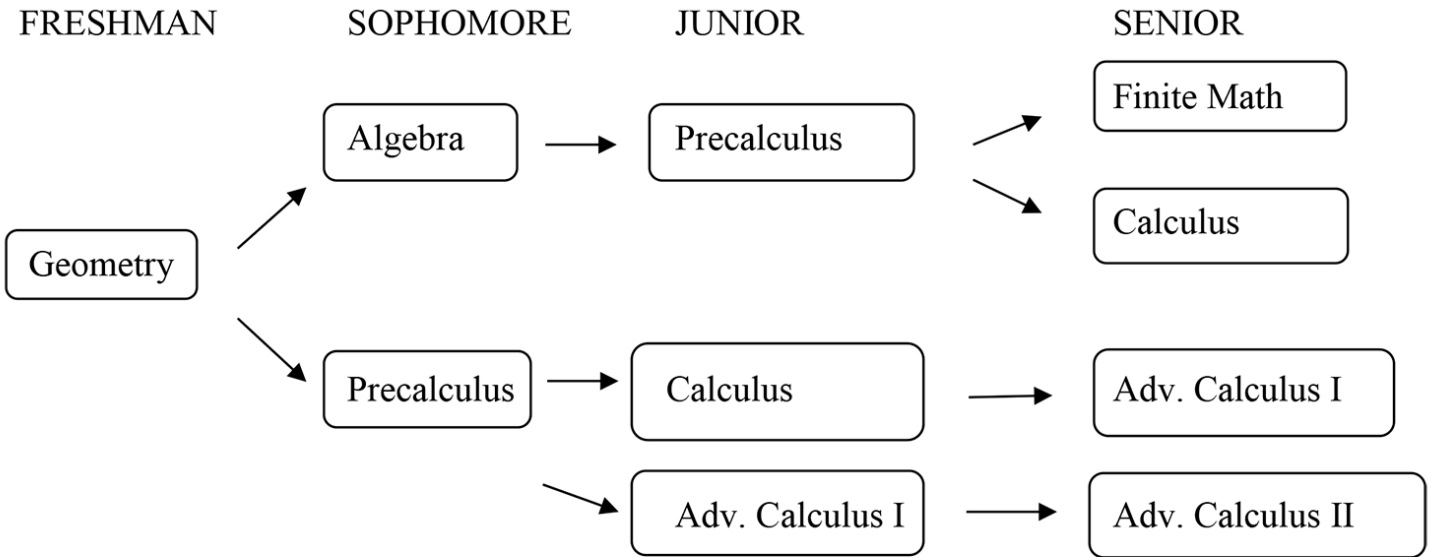 FRESHMAN SOPHOMORE JUNIOR SENIOR
Finite Math
Algebra Precalculus
Calculus
Geometry
Precalculus Calculus Adv. Calculus I
Adv. Calculus I Adv. Calculus II